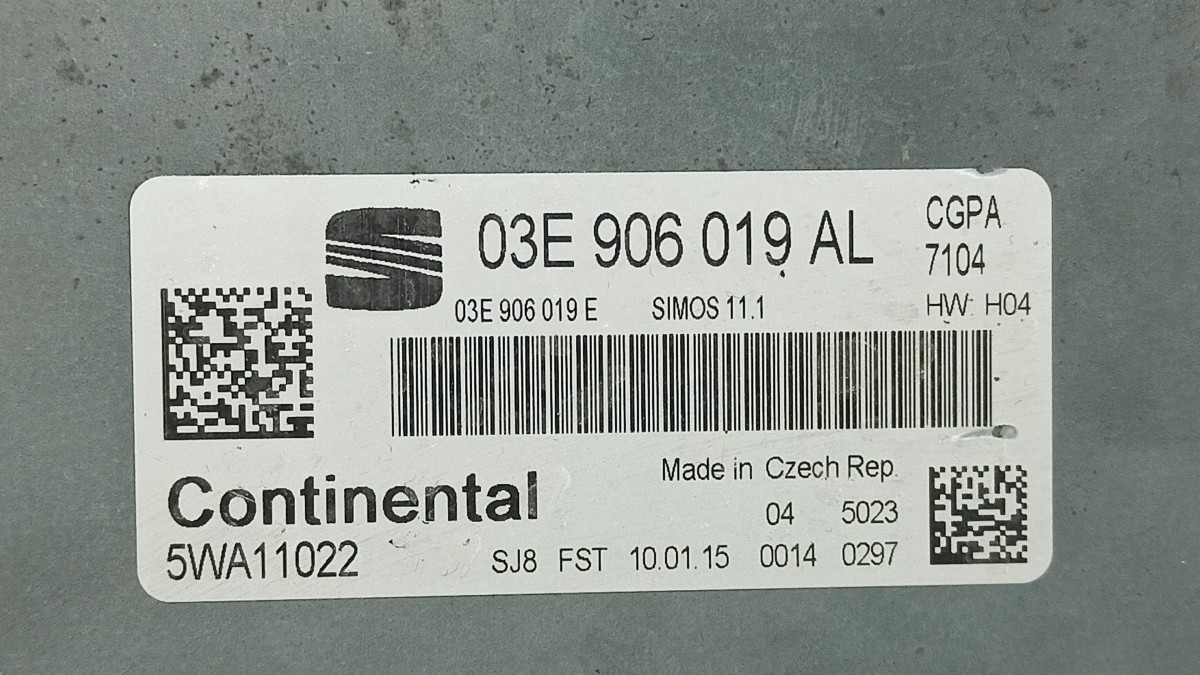 03E 906 019 AL
CGPA
7104
03E 906 019 E SIMOS 11.1
HW: H04
Made in Czech Rep.
Continental
04 5023
5WA11022
SJ8 FST 10.01.15 0014 0297